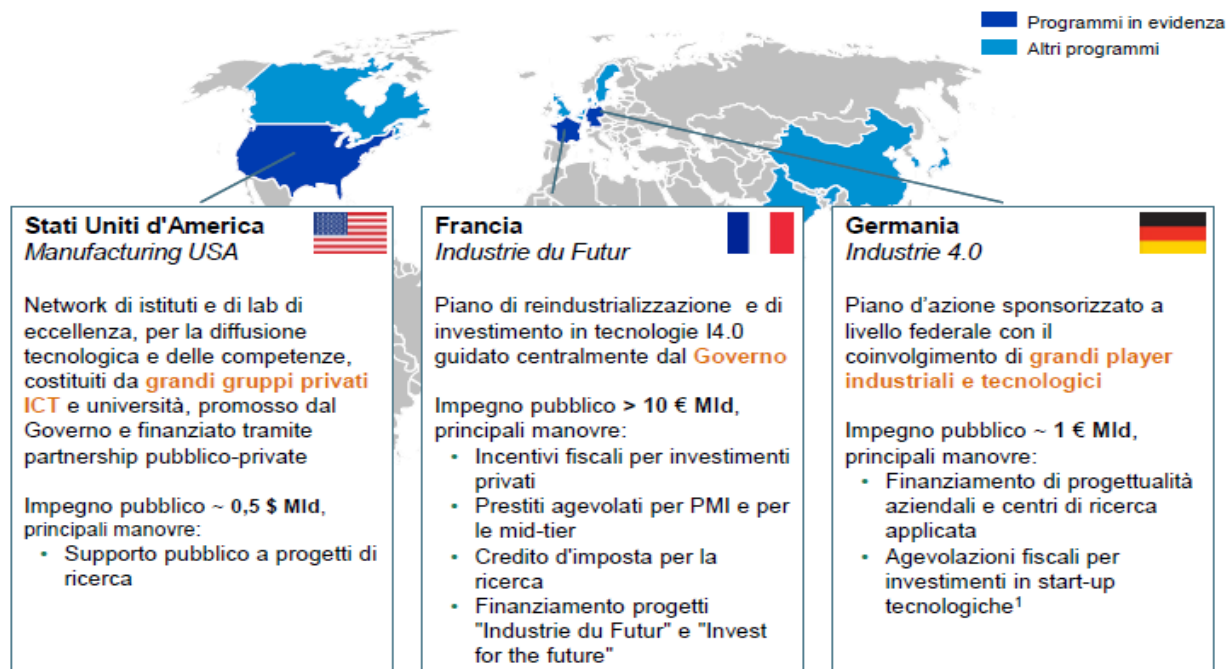 Programmi in evidenza
Altri programmi
Stati Uniti d'America
Manufacturing USA
Network di istituti e di lab di
eccellenza, per la diffusione
tecnologica e delle competenze,
costituiti da grandi gruppi privati
ICT e università, promosso dal
Governo e finanziato tramite
partnership pubblico-private
Impegno pubblico ~ 0,5 $ Mld,
principali manovre:
• Supporto pubblico a progetti di
ricerca
Francia
Industrie du Futur
Piano di reindustrializzazione e di
investimento in tecnologie I4.0
guidato centralmente dal Governo
Impegno pubblico > 10 € Mld,
principali manovre:
• Incentivi fiscali per investimenti
privati
• Prestiti agevolati per PMI e per
le mid-tier
• Credito d'imposta per la
ricerca
• Finanziamento progetti
"Industrie du Futur" e "Invest
for the future"
Germania
Industrie 4.0
Piano d'azione sponsorizzato a
livello federale con il
coinvolgimento di grandi player
industriali e tecnologici
Impegno pubblico ~ 1 € Mld,
principali manovre:
• Finanziamento di progettualità
aziendali e centri di ricerca
applicata
• Agevolazioni fiscali per
investimenti in start-up
tecnologiche¹